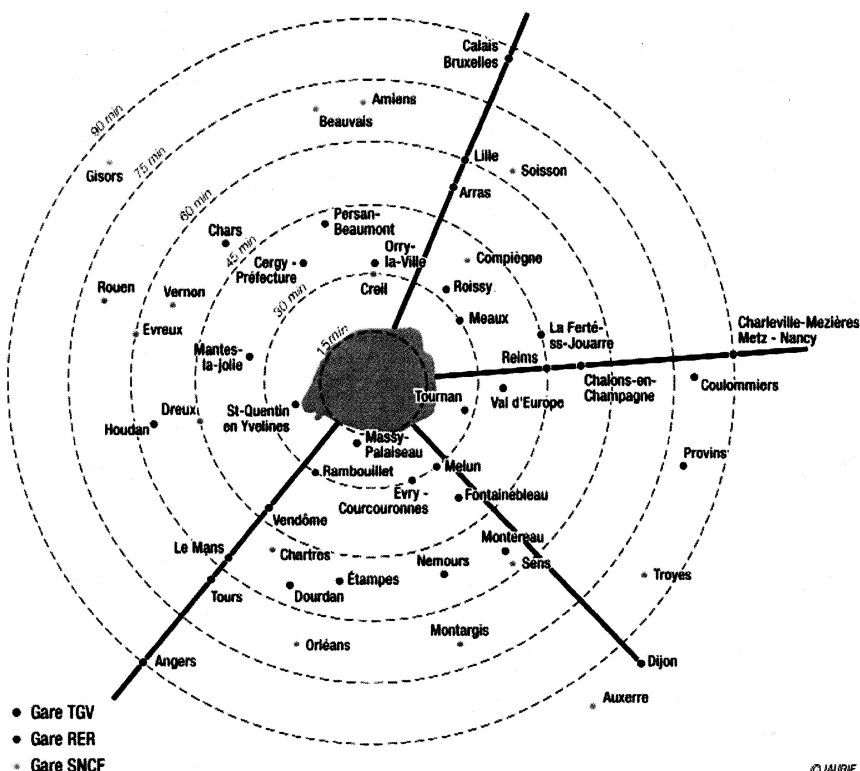 Calais
Bruxelles
90 min
Amiens
Beauvais
75 min
Lille
Soisson
Gisors
Arras
60 min
Persan-
Beaumont
Chars
45 min
Orry-
la-Ville
Cergy -
Préfecture
Compiègne
Creil
Roissy
Rouen
Vernon
30 min
Meaux
Evreux
15 min
La Ferté-
ss-Jouarre
Charleville-Mezières
Metz - Nancy
Mantes-
la-jolie
Reims
Chalons-en-
Champagne
Coulommiers
Tournan
Val d'Europe
St-Quentin
en Yvelines
Dreux
Houdan
Massy-
Palaiseau
Provins
Rambouillet
Melun
Évry -
Courcouronnes
Fontainebleau
Vendôme
Montereau
Le Mans
Chartres
Nemours
Sens
Tours
Étampes
Dourdan
Troyes
Orléans
Montargis
Angers
Dijon
Auxerre
Gare TGV
Gare RER
Gare SNCF
© IAURIF